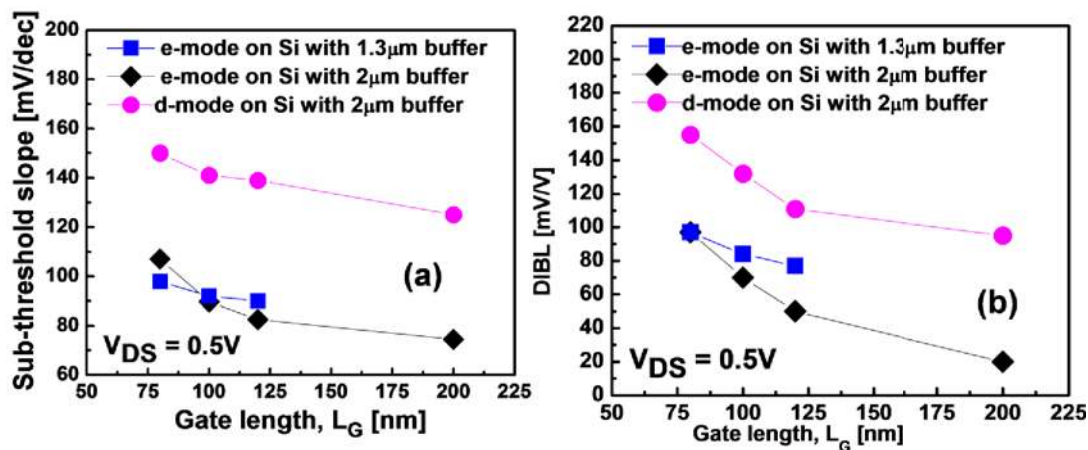 Sub-threshold slope [mV/dec]
200
180
160
140
120
100
80
60
e-mode on Si with 1.3μm buffer
e-mode on Si with 2μm buffer
d-mode on Si with 2μm buffer
(a)
V_DS = 0.5V
50 75 100 125 150 175 200 225
Gate length, L_G [nm]
DIBL [mV/V]
220
200
180
160
140
120
100
80
60
40
20
0
e-mode on Si with 1.3μm buffer
e-mode on Si with 2μm buffer
d-mode on Si with 2μm buffer
(b)
V_DS = 0.5V
50 75 100 125 150 175 200 225
Gate length, L_G [nm]